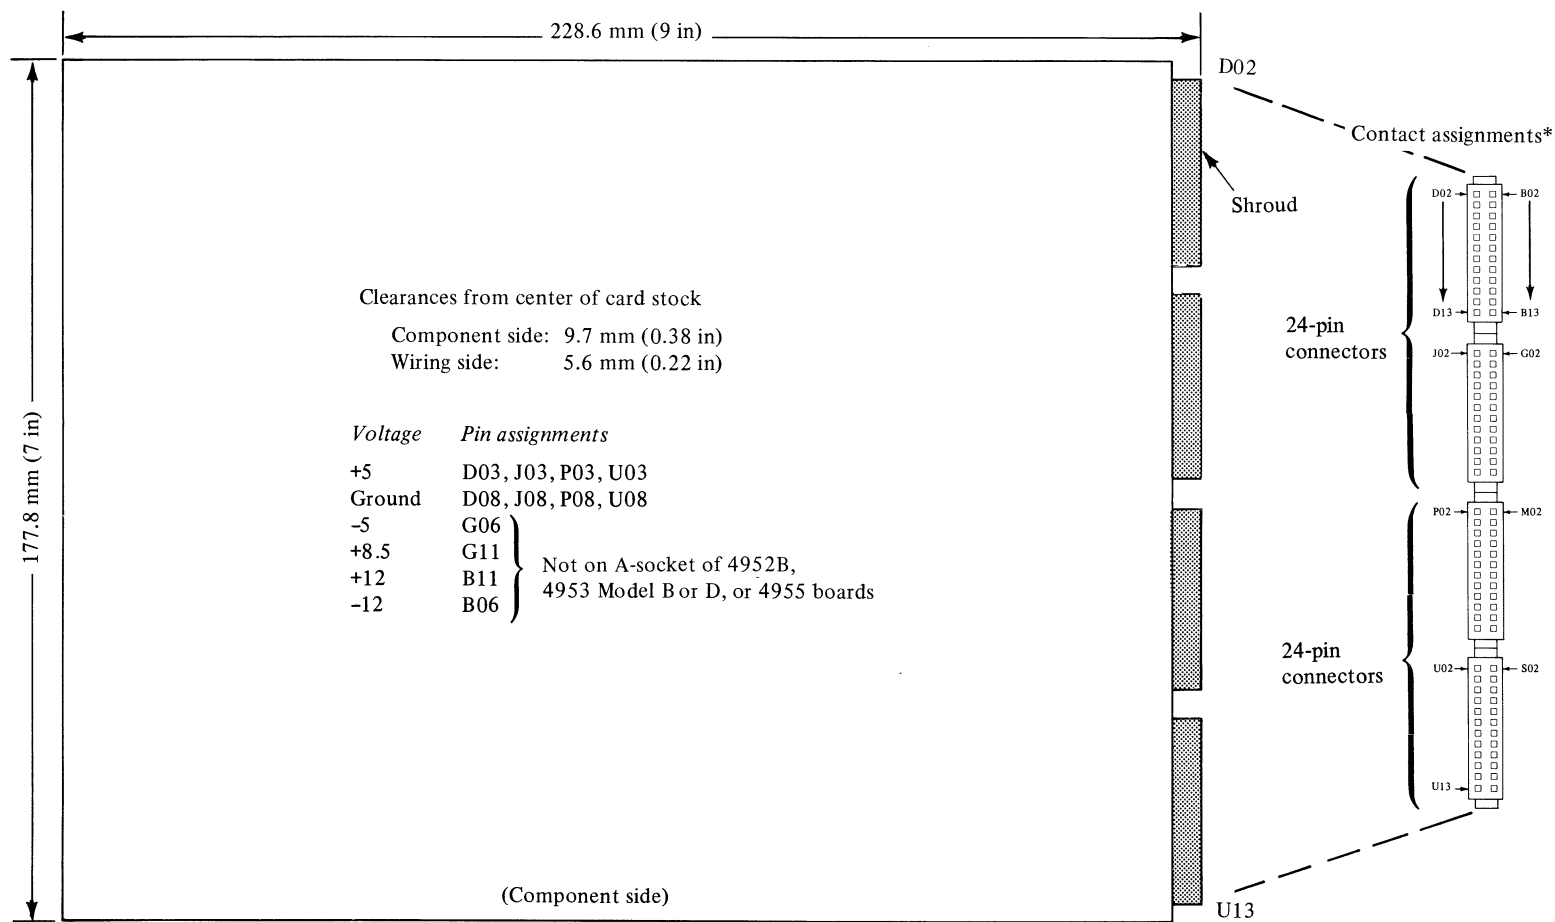 228.6 mm (9 in)
D02
Contact assignments*
Shroud
D02
B02
D13
B13
24-pin
connectors
J02
G02
177.8 mm (7 in)
Clearances from center of card stock
Component side: 9.7 mm (0.38 in)
Wiring side: 5.6 mm (0.22 in)
Voltage Pin assignments
+5 D03, J03, P03, U03
Ground D08, J08, P08, U08
–5 G06
+8.5 G11
+12 B11
–12 B06
Not on A-socket of 4952B,
4953 Model B or D, or 4955 boards
P02
M02
24-pin
connectors
U02
S02
U13
(Component side)
U13